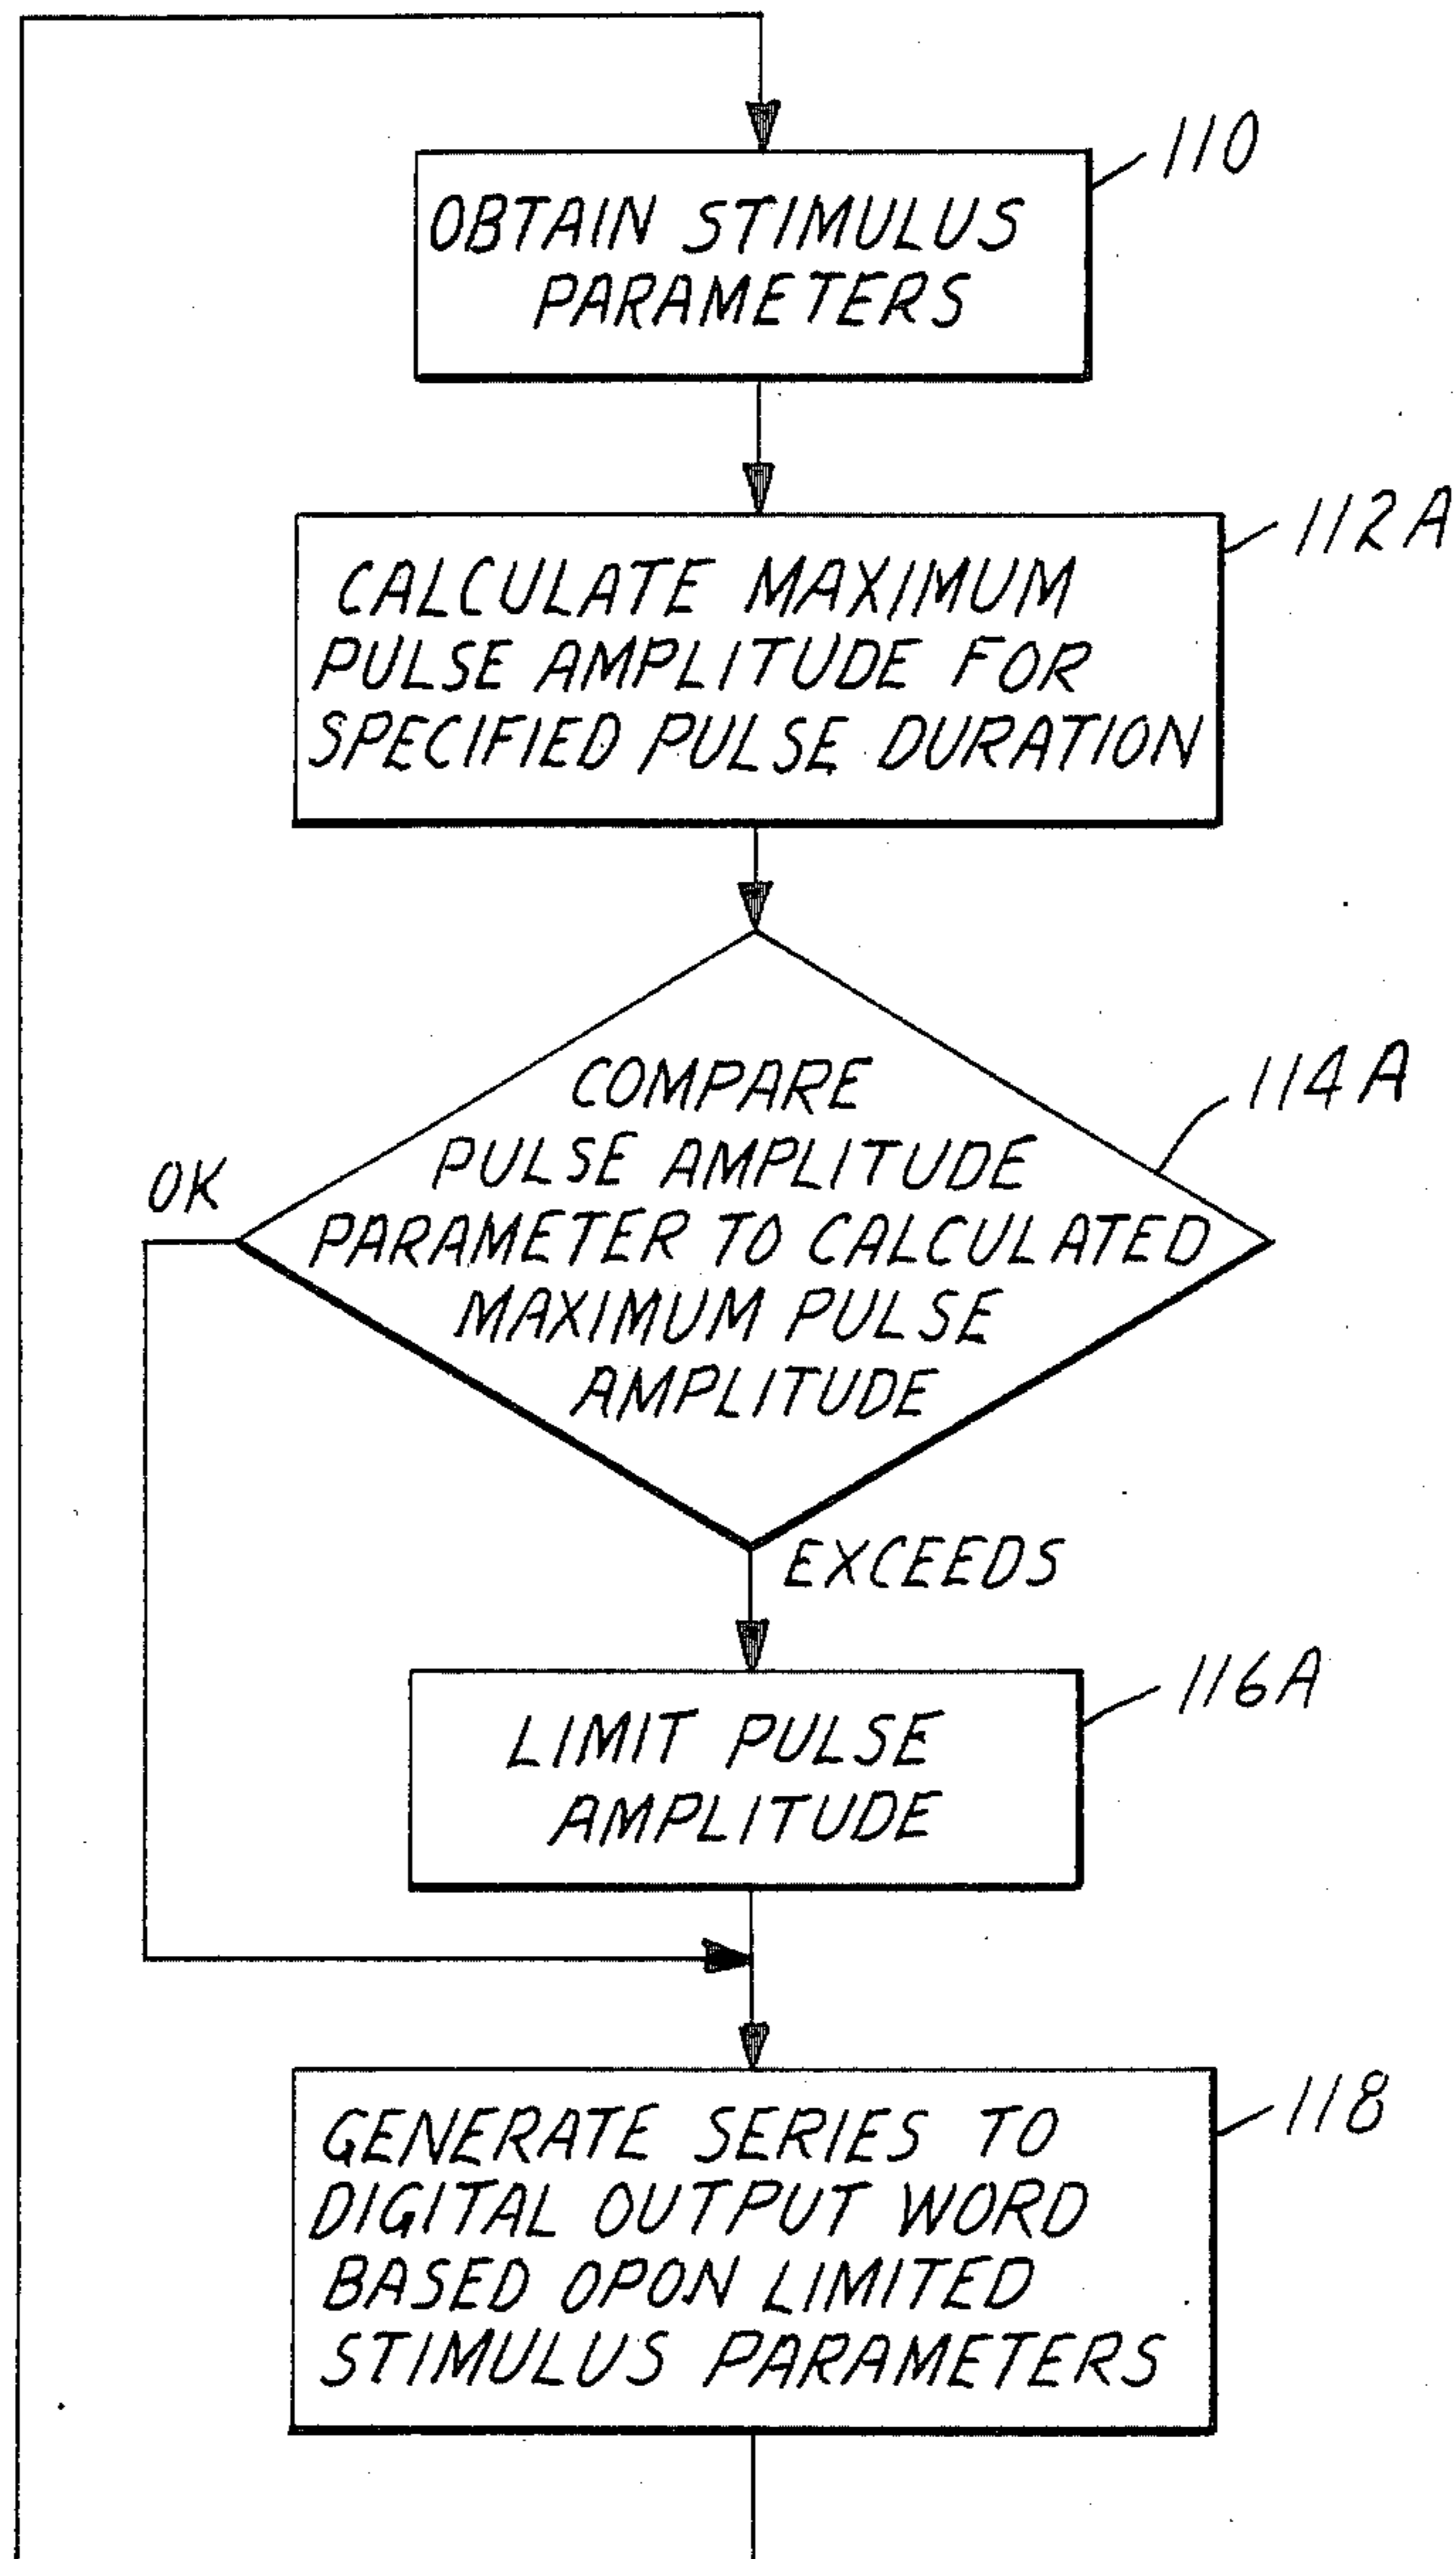 110
OBTAIN STIMULUS
PARAMETERS
112A
CALCULATE MAXIMUM
PULSE AMPLITUDE FOR
SPECIFIED PULSE DURATION
114A
COMPARE
PULSE AMPLITUDE
OK
PARAMETER TO CALCULATED
MAXIMUM PULSE
AMPLITUDE
EXCEEDS
116A
LIMIT PULSE
AMPLITUDE
118
GENERATE SERIES TO
DIGITAL OUTPUT WORD
BASED OPON LIMITED
STIMULUS PARAMETERS